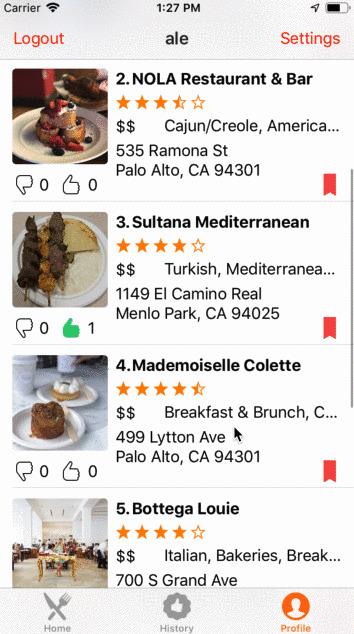 Carrier 1:27 PM
Logout ale Settings
2. NOLA Restaurant & Bar
$$ Cajun/Creole, America...
535 Ramona St
Palo Alto, CA 94301
0 0
3. Sultana Mediterranean
$$ Turkish, Mediterranea...
1149 El Camino Real
Menlo Park, CA 94025
0 1
4. Mademoiselle Colette
$$ Breakfast & Brunch, C...
499 Lytton Ave
Palo Alto, CA 94301
0 0
5. Bottega Louie
$$ Italian, Bakeries, Break...
700 S Grand Ave
Home History Profile